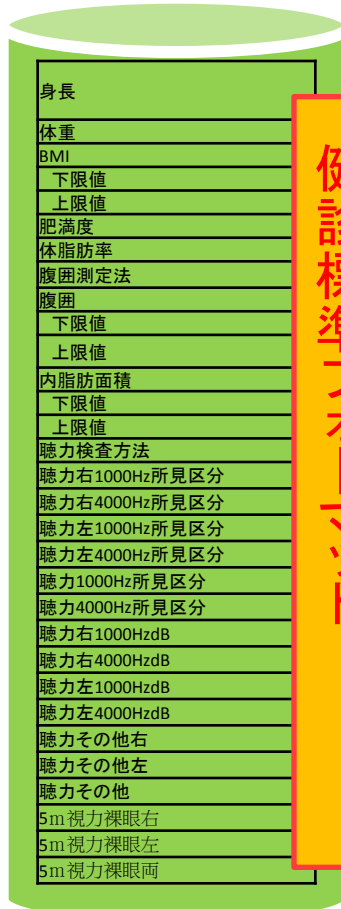 身長
体重
BMI
下限値
上限値
肥満度
体脂肪率
腹囲測定法
腹囲
下限値
上限値
内脂肪面積
下限値
上限値
聴力検査方法
聴力右1000Hz所見区分
聴力右4000Hz所見区分
聴力左1000Hz所見区分
聴力左4000Hz所見区分
聴力1000Hz所見区分
聴力4000Hz所見区分
聴力右1000HzdB
聴力右4000HzdB
聴力左1000HzdB
聴力左4000HzdB
聴力その他右
聴力その他左
聴力その他
5ｍ視力裸眼右
5ｍ視力裸眼左
5ｍ視力裸眼両
健診標準フォーマット